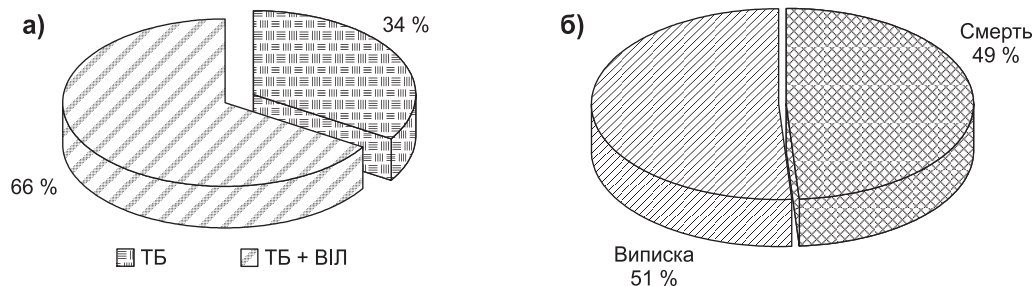 а)
34 %
66 %
ТБ
ТБ + ВІЛ
б)
Смерть
49 %
Виписка
51 %